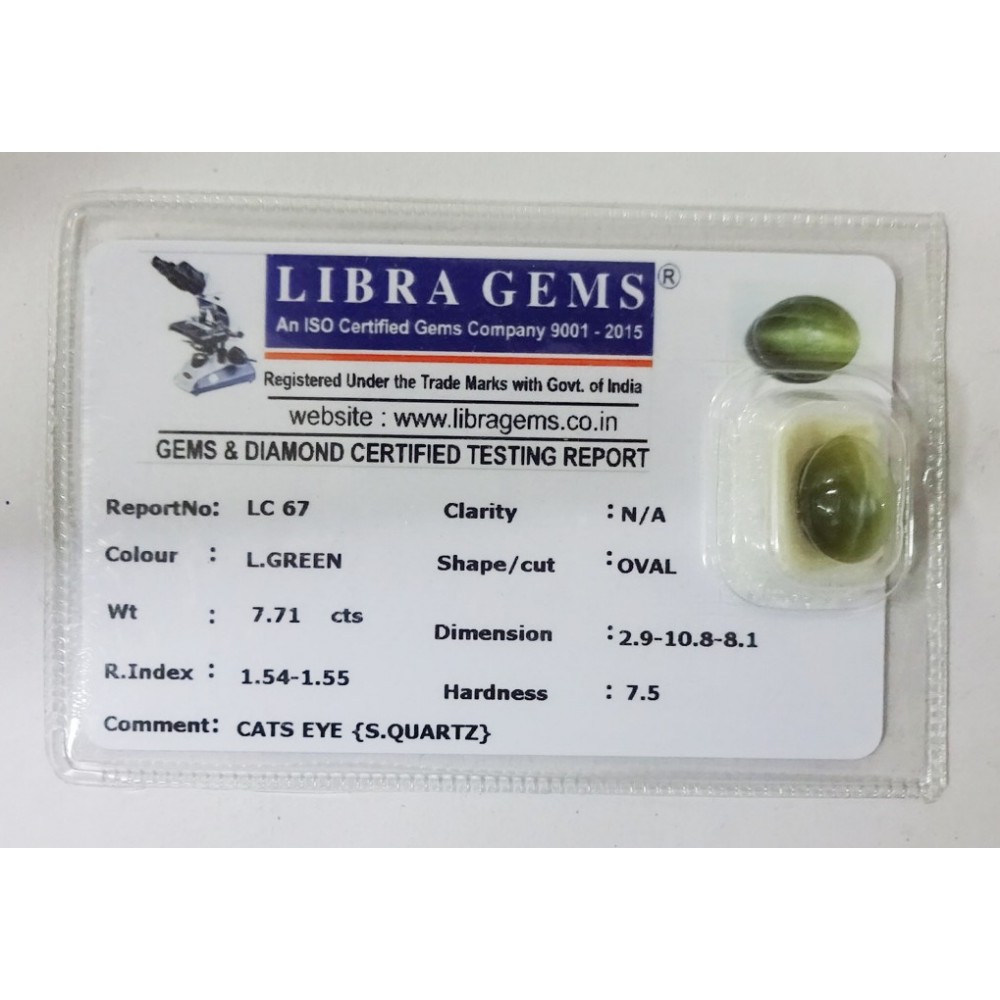 LIBRA GEMS®
An ISO Certified Gems Company 9001 - 2015
Registered Under the Trade Marks with Govt. of India
website : www.libragems.co.in
GEMS & DIAMOND CERTIFIED TESTING REPORT
ReportNo: LC 67 Clarity : N/A
Colour : L.GREEN Shape/cut : OVAL
Wt : 7.71 cts Dimension : 2.9-10.8-8.1
R.Index : 1.54-1.55 Hardness : 7.5
Comment: CATS EYE {S.QUARTZ}